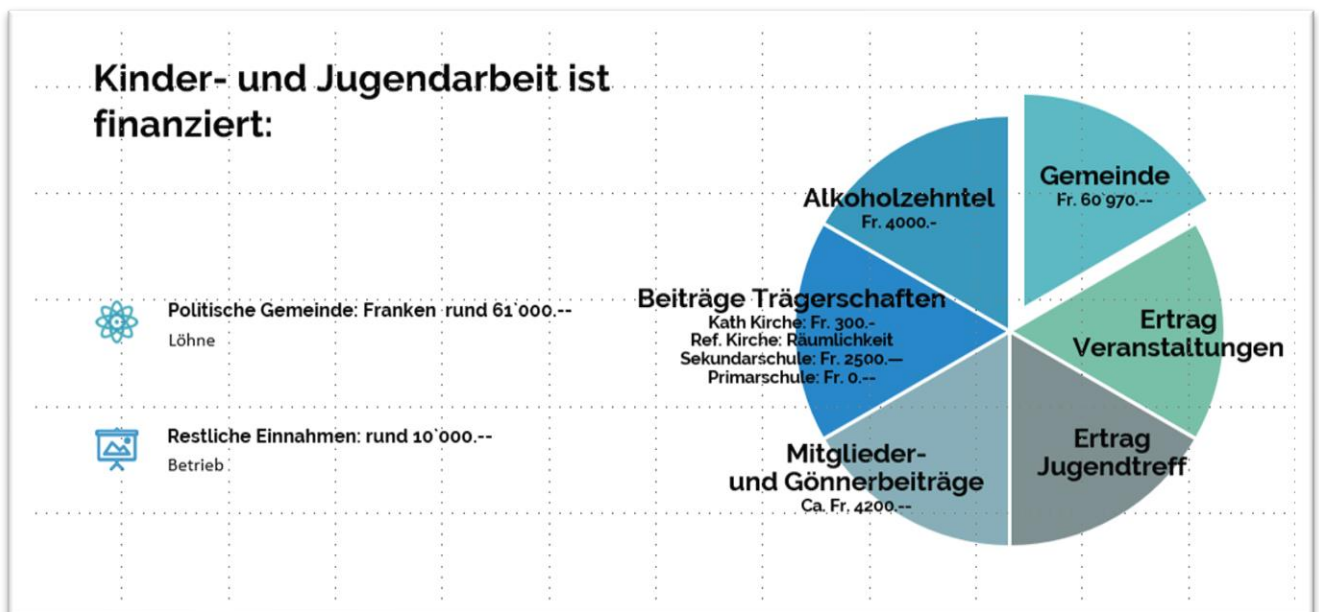 Kinder- und Jugendarbeit ist
finanziert:
Politische Gemeinde: Franken rund 61`000.--
Löhne
Restliche Einnahmen: rund 10`000.--
Betrieb
Gemeinde
Fr. 60`970.--
Ertrag
Veranstaltungen
Ertrag
Jugendtreff
Mitglieder-
und Gönnerbeiträge
Ca. Fr. 4200.--
Beiträge Trägerschaften
Kath Kirche: Fr. 300.-
Ref. Kirche: Räumlichkeit
Sekundarschule: Fr. 2500.—
Primarschule: Fr. 0.--
Alkoholzehntel
Fr. 4000.-